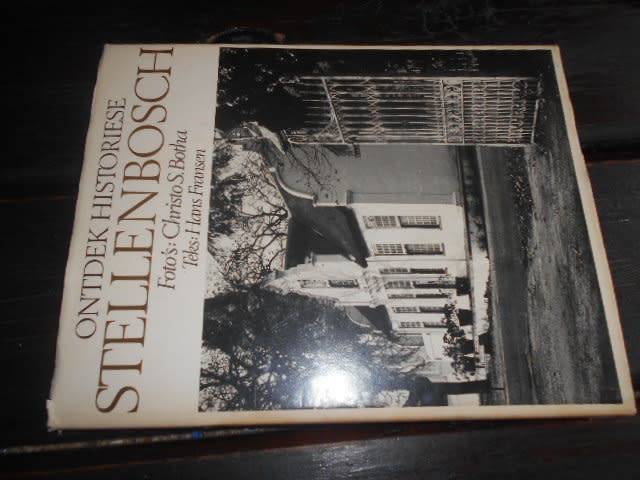 ONTDEK HISTORIESE
STELLENBOSCH
Foto's: Christo S. Botha
Teks: Hans Fransen